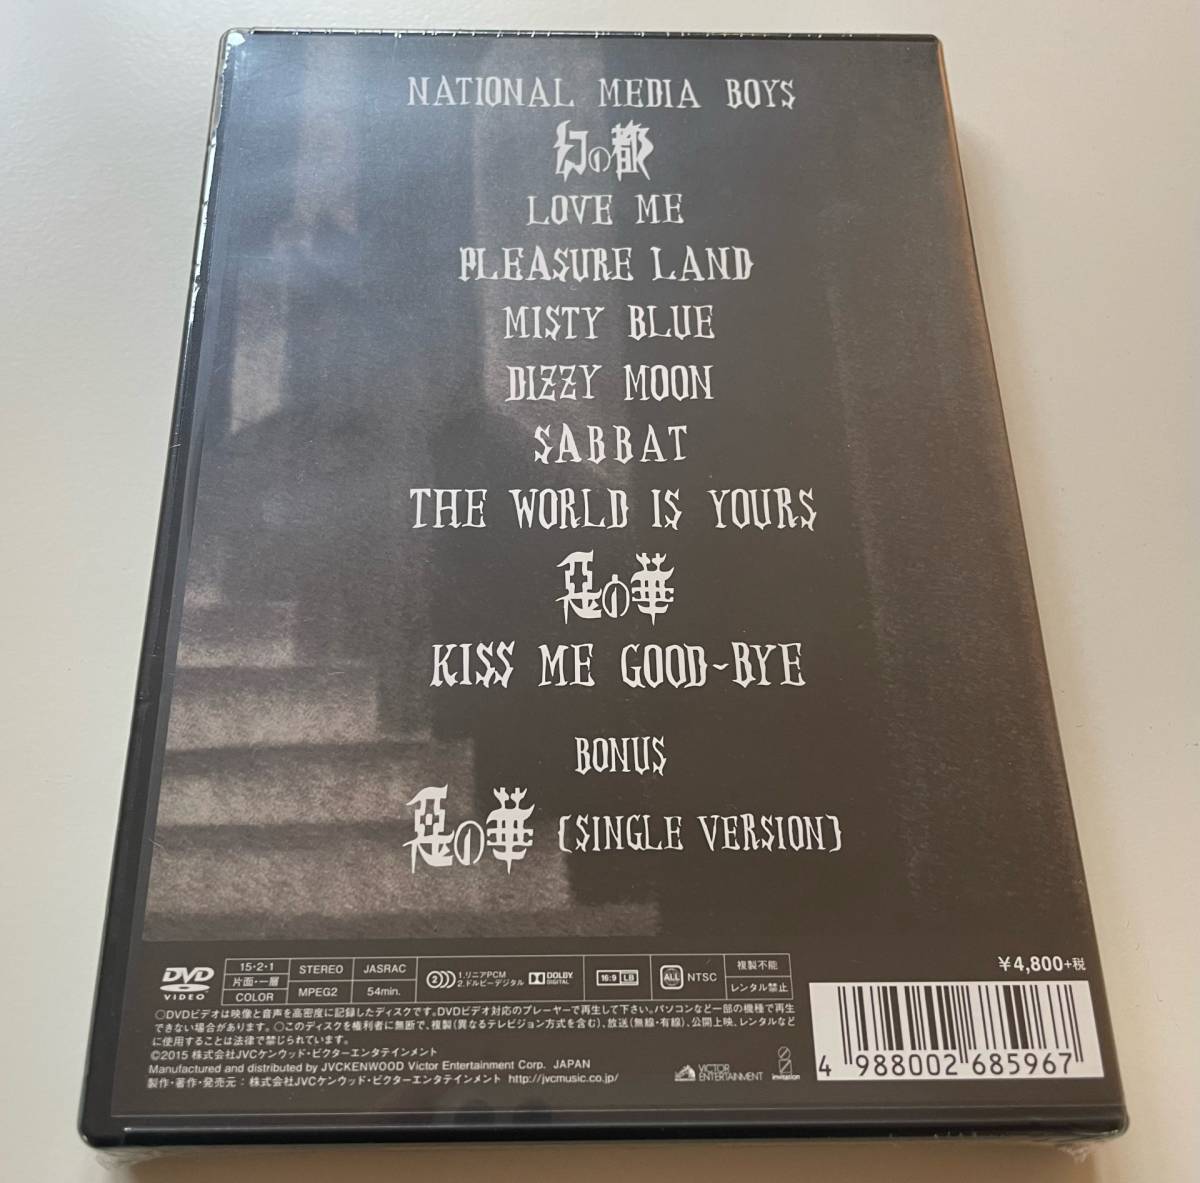 NATIONAL MEDIA BOYS
幻の都
LOVE ME
PLEASURE LAND
MISTY BLUE
DIZZY MOON
SABBAT
THE WORLD IS YOURS
惡の華
KISS ME GOOD-BYE
BONUS
惡の華 (SINGLE VERSION)
DVD VIDEO
15・2・1
片面・一層
COLOR
STEREO
MPEG2
JASRAC
54min.
2
1.リニアPCM
2.ドルビーデジタル
DOLBY DIGITAL
16:9 LB
ALL NTSC
複製不能
レンタル禁止
¥4,800+税
○DVDビデオは映像と音声を高密度に記録したディスクです。DVDビデオ対応のプレーヤーで再生して下さい。パソコンなど一部の機種で再生
できない場合があります。○このディスクを権利者に無断で、複製(異なるテレビジョン方式を含む)、放送(無線・有線)、公開上映、レンタルなど
に使用することは法律で禁じられています。
©2015 株式会社JVCケンウッド・ビクターエンタテインメント
Manufactured and distributed by JVCKENWOOD Victor Entertainment Corp. JAPAN
製作・著作・発売元:株式会社JVCケンウッド・ビクターエンタテインメント http://jvcmusic.co.jp/
VICTOR ENTERTAINMENT
invitation
4 988002 685967